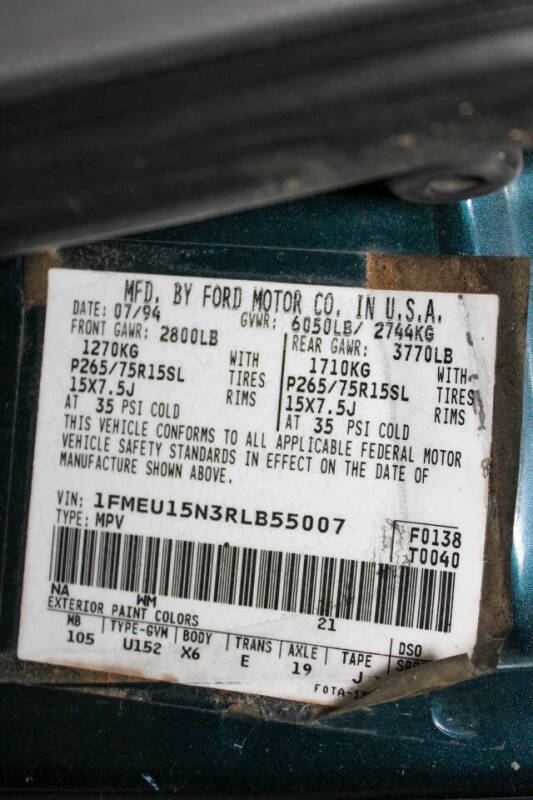 MFD. BY FORD MOTOR CO. IN U.S.A.
DATE: 07/94 GVWR: 6050LB/ 2744KG
FRONT GAWR: 2800LB REAR GAWR: 3770LB
1270KG WITH 1710KG WITH
P265/75R15SL TIRES P265/75R15SL TIRES
15X7.5J RIMS 15X7.5J RIMS
AT 35 PSI COLD AT 35 PSI COLD
THIS VEHICLE CONFORMS TO ALL APPLICABLE FEDERAL MOTOR
VEHICLE SAFETY STANDARDS IN EFFECT ON THE DATE OF
MANUFACTURE SHOWN ABOVE.
VIN: 1FMEU15N3RLB55007
TYPE: MPV
F0138
T0040
NA WM 21
EXTERIOR PAINT COLORS DSO
WB TYPE-GVW BODY TRANS AXLE TAPE
105 U152 X6 E 19 J